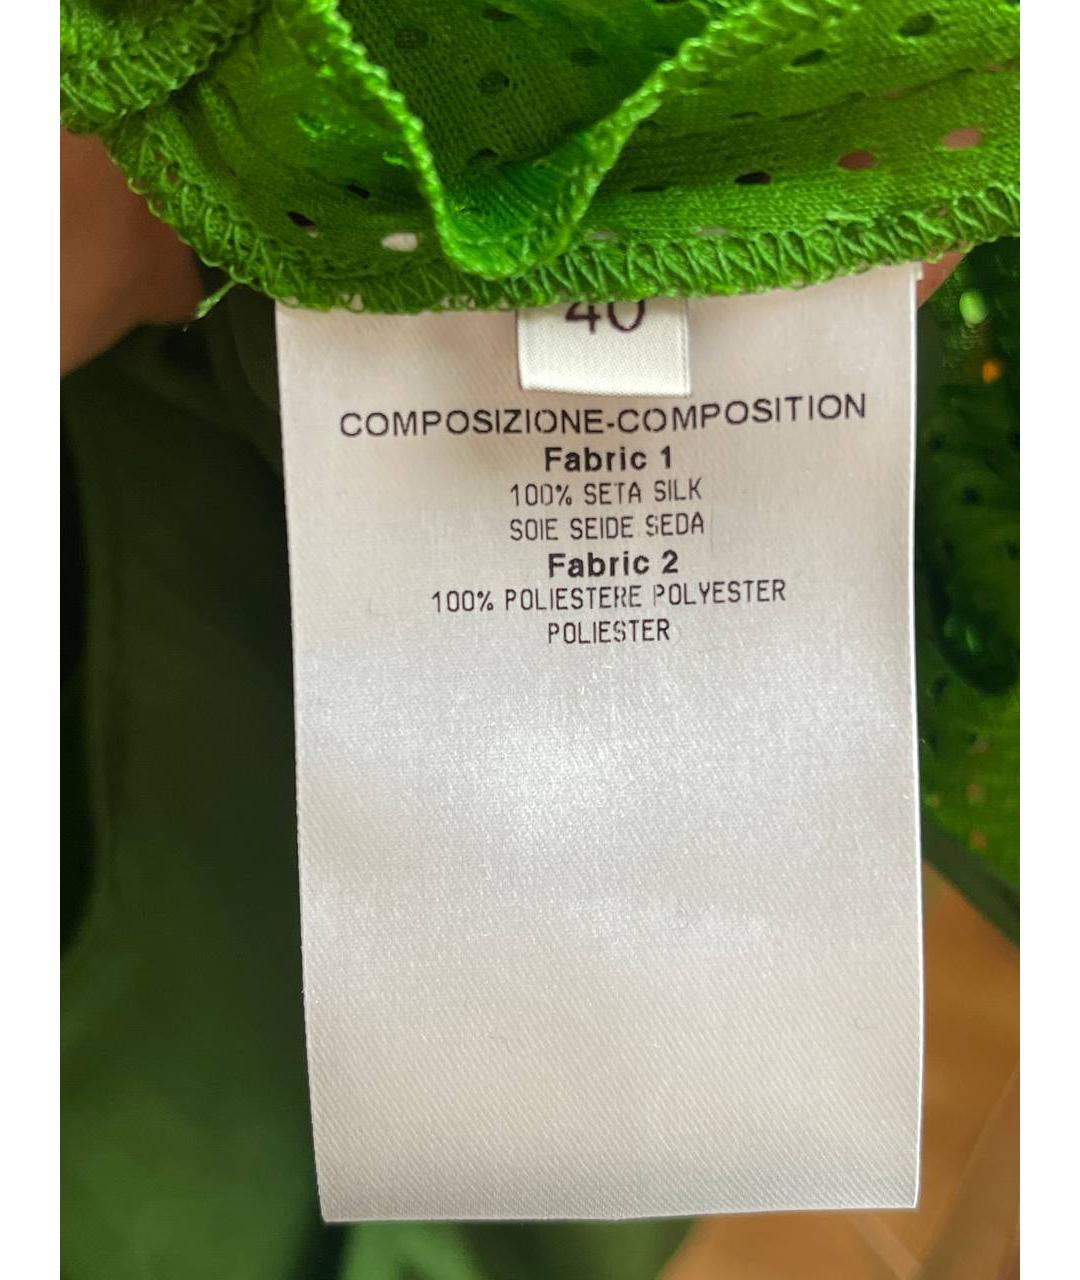 40
COMPOSIZIONE-COMPOSITION
Fabric 1
100% SETA SILK
SOIE SEIDE SEDA
Fabric 2
100% POLIESTERE POLYESTER
POLIESTER